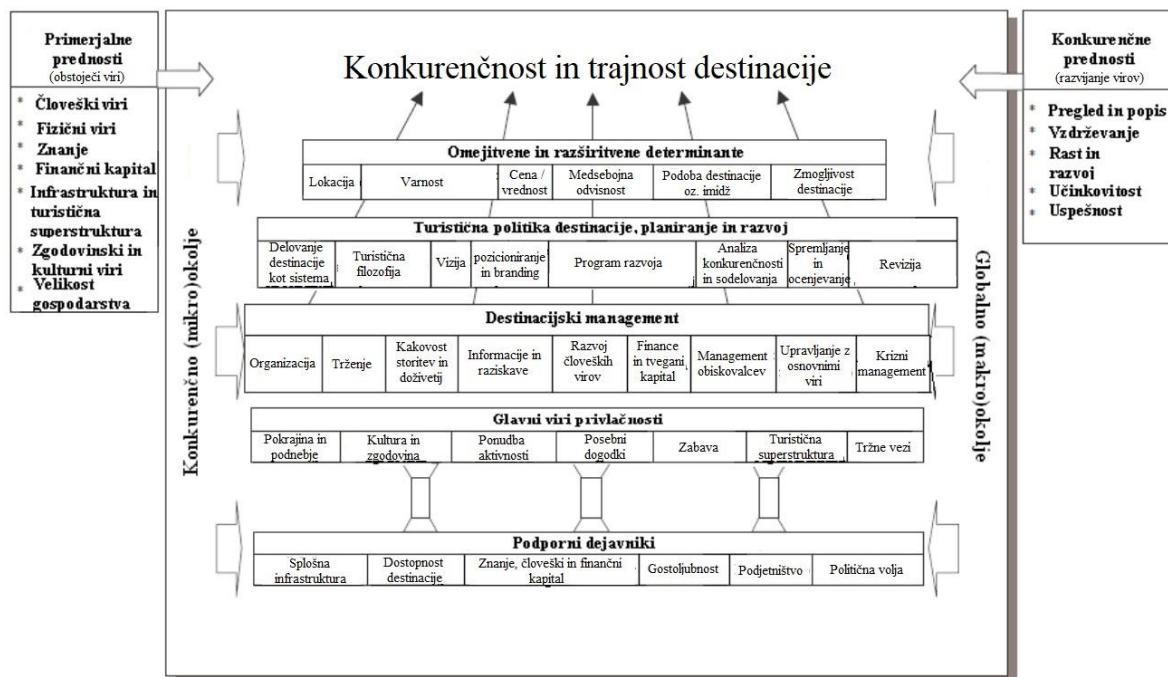 Primerjalne
prednosti
(obstoječi viri)
* Človeški viri
* Fizični viri
* Znanje
* Finančni kapital
* Infrastruktura in
turistična
superstruktura
* Zgodovinski in
kulturni viri
* Velikost
gospodarstva
Konkurenčno (mikro)okolje
Konkurenčnost in trajnost destinacije
Omejitvene in razširitvene determinante
Lokacija
Varnost
Cena /
vrednost
Medsebojna
odvisnost
Podoba destinacije
oz. imidž
Zmogljivost
destinacije
Turistična politika destinacije, planiranje in razvoj
Delovanje
destinacije
kot sistema
Turistična
filozofija
Vizija
pozicioniranje
in branding
Program razvoja
Analiza
konkurenčnosti
in sodelovanja
Spremljanje
in
ocenjevanje
Revizija
Destinacijski management
Organizacija
Trženje
Kakovost
storitev in
doživetij
Informacije in
raziskave
Razvoj
človeških
virov
Finance
in tvegani
kapital
Management
obiskovalcev
Upravljanje z
osnovnimi
viri
Krizni
management
Glavni viri privlačnosti
Pokrajina in
podnebje
Kultura in
zgodovina
Ponudba
aktivnosti
Posebni
dogodki
Zabava
Turistična
superstruktura
Tržne vezi
Podporni dejavniki
Splošna
infrastruktura
Dostopnost
destinacije
Znanje, človeški in finančni
kapital
Gostoljubnost
Podjetništvo
Politična volja
Globalno (makro)okolje
Konkurenčne
prednosti
(razvijanje virov)
* Pregled in popis
* Vzdrževanje
* Rast in
razvoj
* Učinkovitost
* Uspešnost